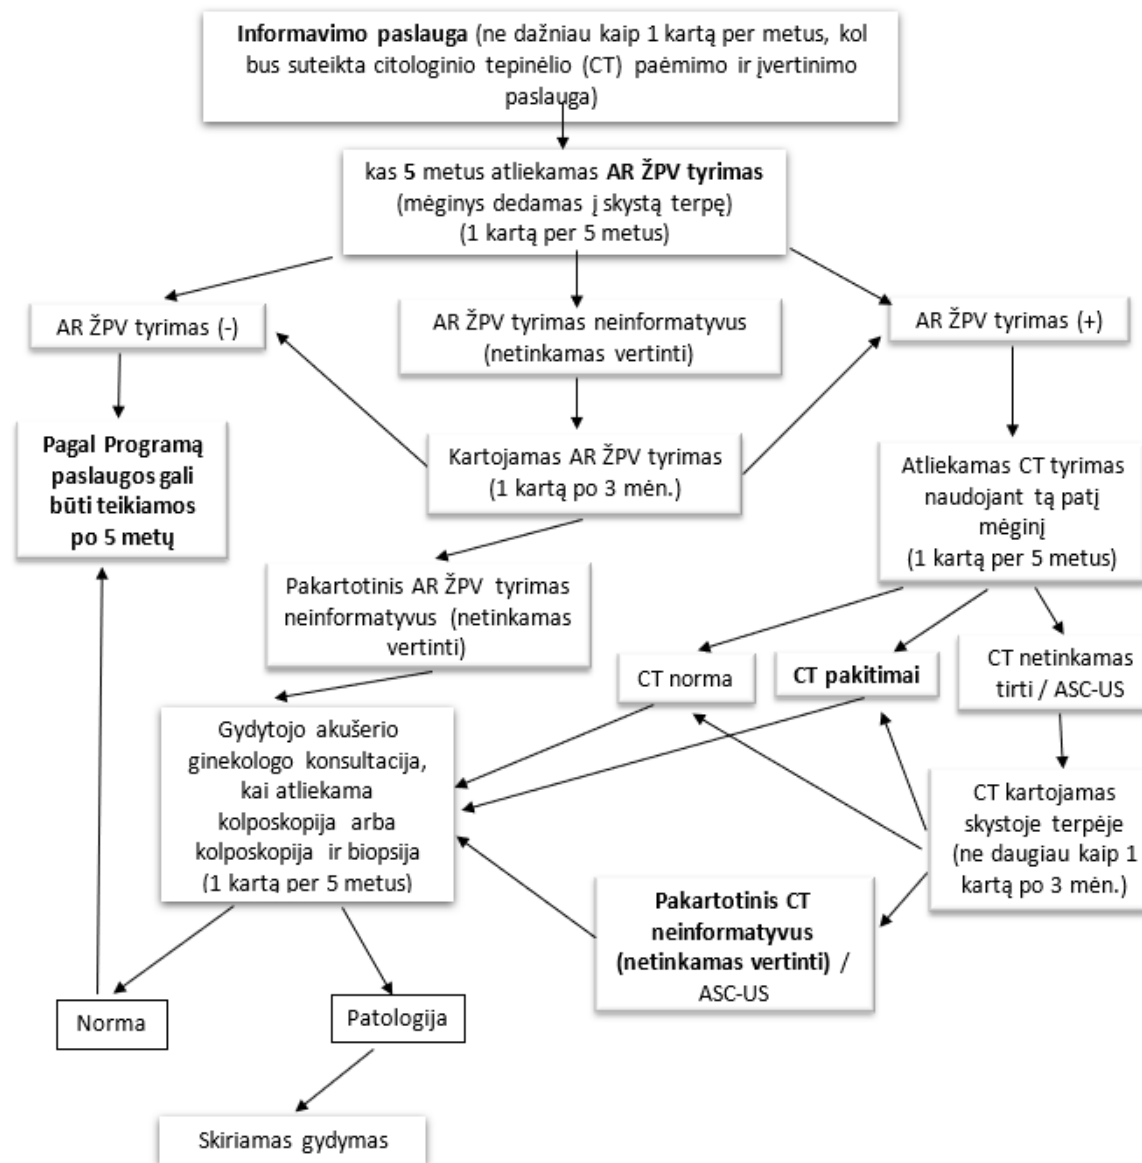 Informavimo paslauga (ne dažniau kaip 1 kartą per metus, kol
bus suteikta citologinio tepinėlio (CT) paėmimo ir įvertinimo
paslauga)
kas 5 metus atliekamas AR ŽPV tyrimas
(mėginys dedamas į skystą terpę)
(1 kartą per 5 metus)
AR ŽPV tyrimas (-)
AR ŽPV tyrimas neinformatyvus
(netinkamas vertinti)
AR ŽPV tyrimas (+)
Pagal Programą
paslaugos gali
būti teikiamos
po 5 metų
Kartojamas AR ŽPV tyrimas
(1 kartą po 3 mėn.)
Atliekamas CT tyrimas
naudojant tą patį
mėginį
(1 kartą per 5 metus)
Pakartotinis AR ŽPV tyrimas
neinformatyvus (netinkamas
vertinti)
CT norma
CT pakitimai
CT netinkamas
tirti / ASC-US
Gydytojo akušerio
ginekologo konsultacija,
kai atliekama
kolposkopija arba
kolposkopija ir biopsija
(1 kartą per 5 metus)
CT kartojamas
skystoje terpėje
(ne daugiau kaip 1
kartą po 3 mėn.)
Pakartotinis CT
neinformatyvus
(netinkamas vertinti) /
ASC-US
Norma
Patologija
Skiriamas gydymas